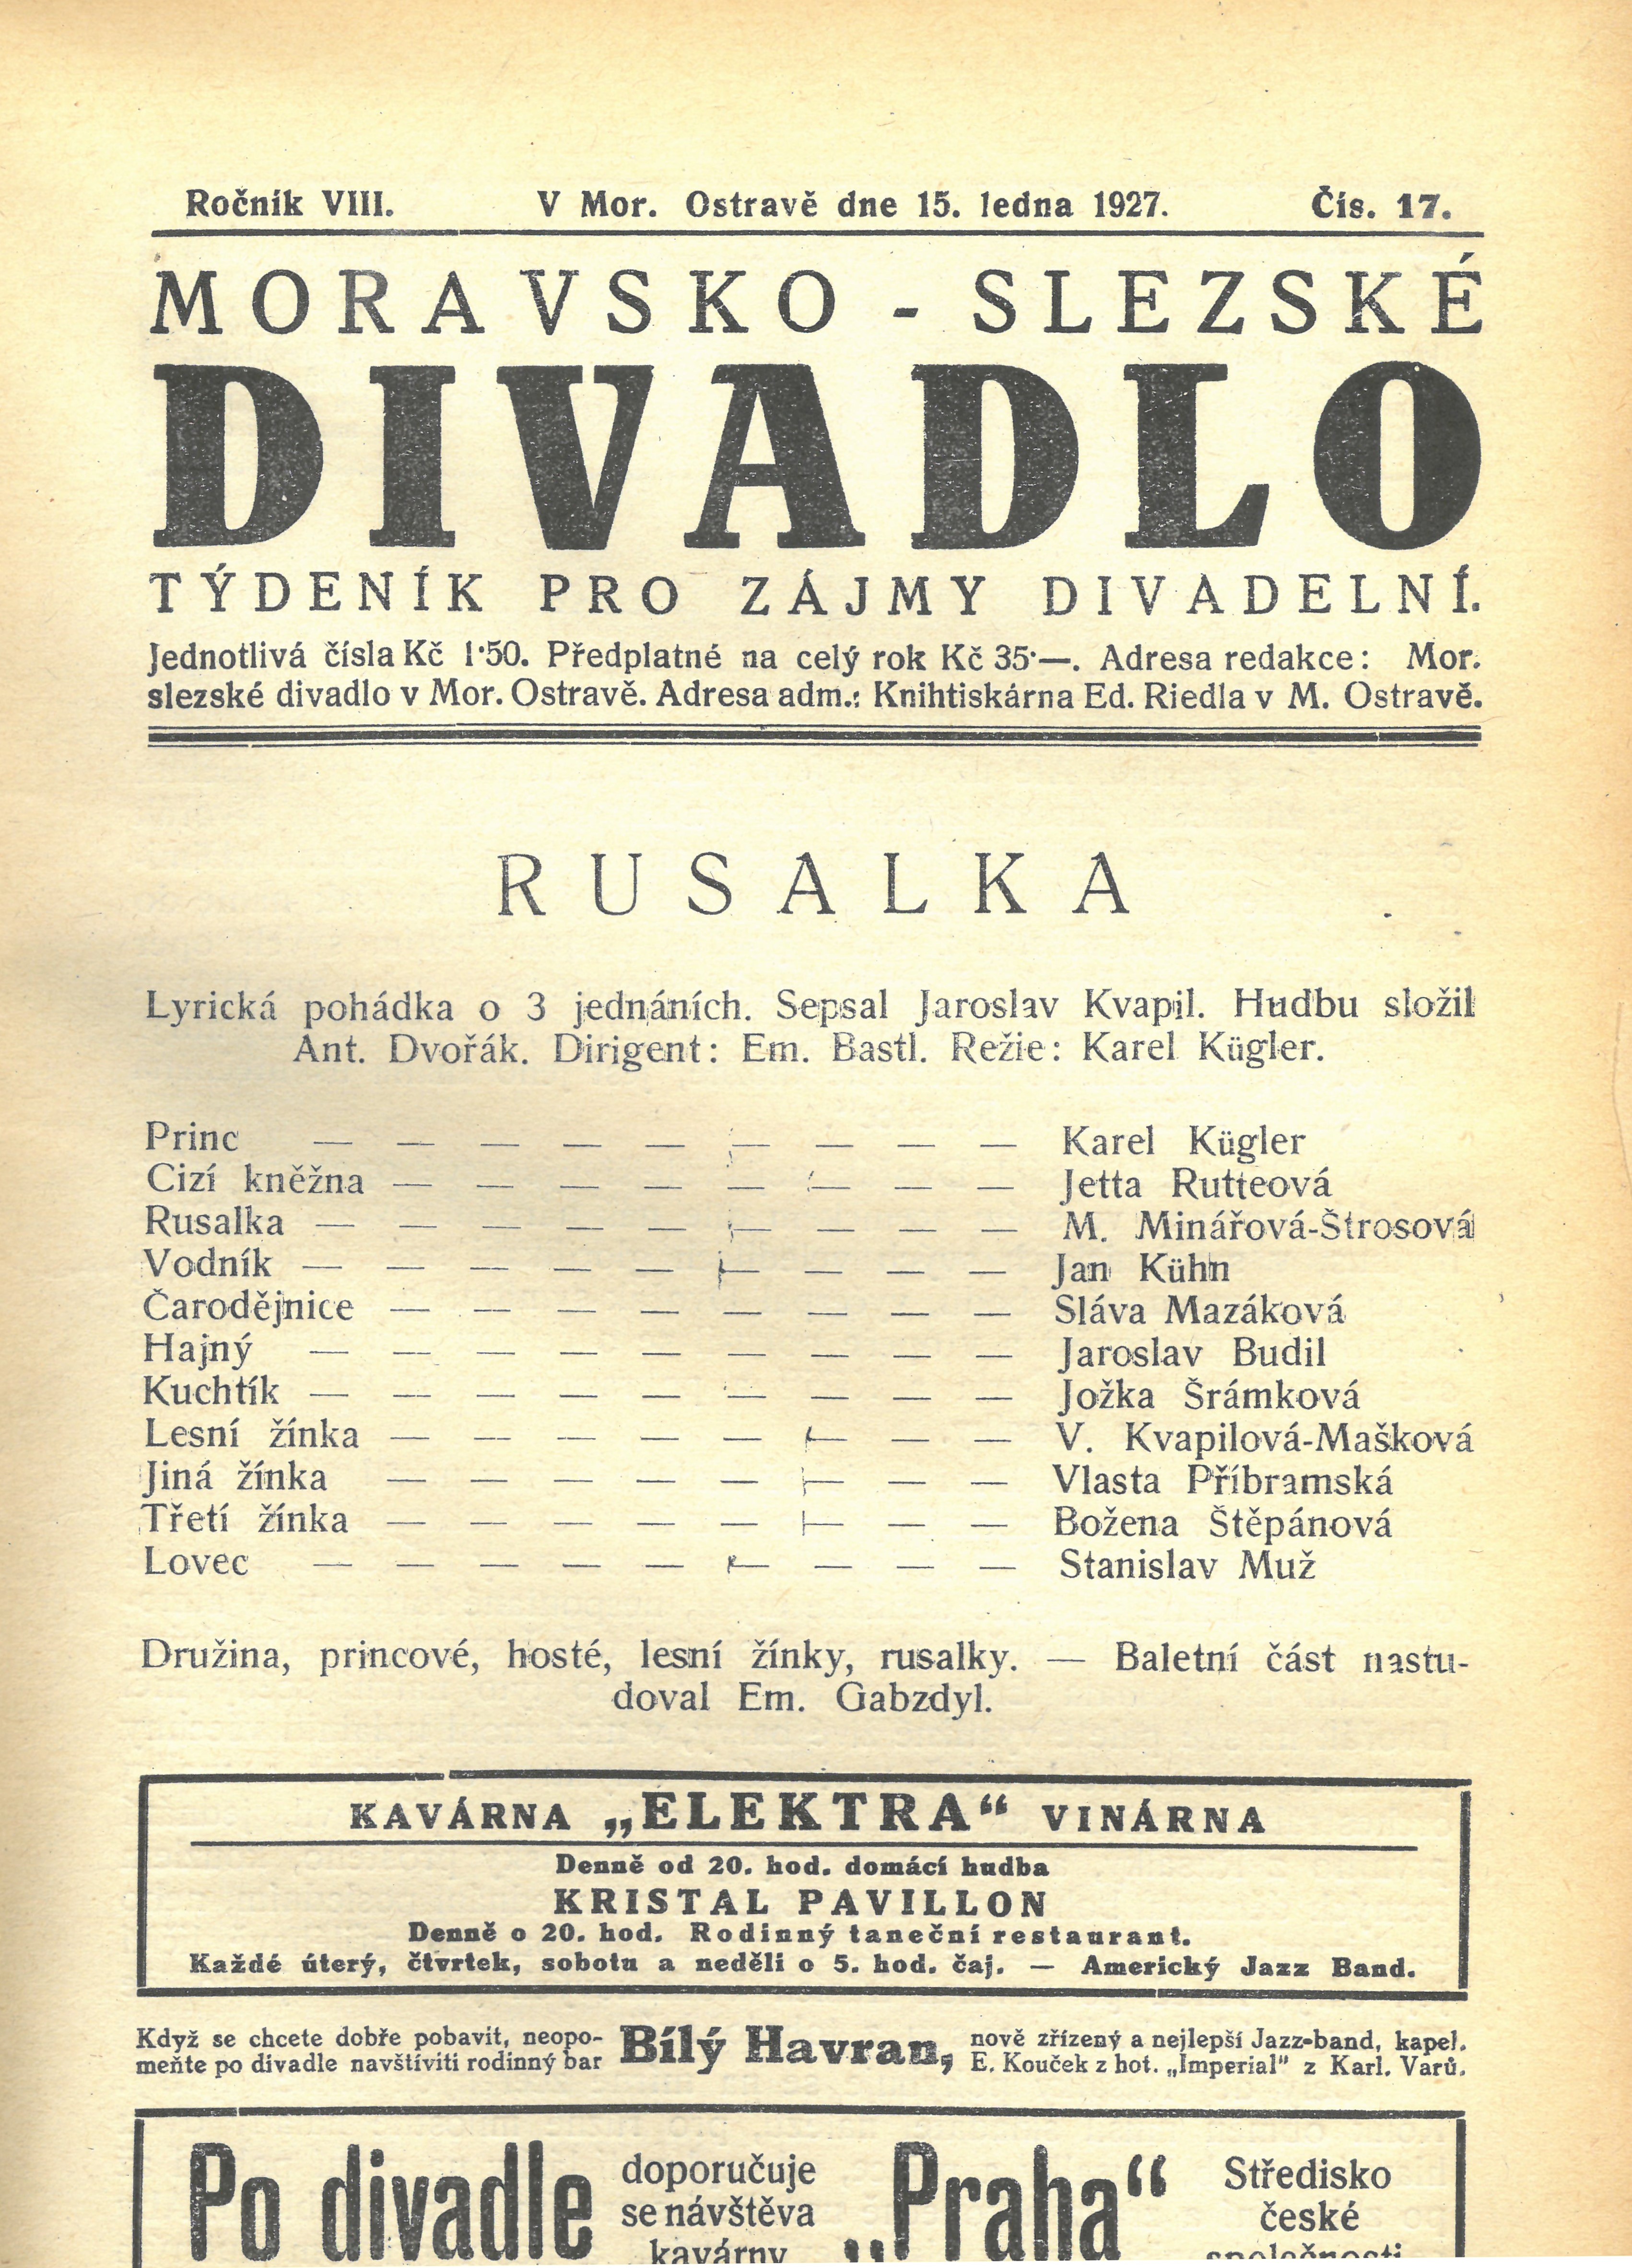 Ročník VIII. V Mor. Ostravě dne 15. ledna 1927. Čís. 17.
MORAVSKO - SLEZSKÉ
DIVADLO
TÝDENÍK PRO ZÁJMY DIVADELNÍ.
Jednotlivá čísla Kč 1·50. Předplatné na celý rok Kč 35·—. Adresa redakce: Mor.
slezské divadlo v Mor. Ostravě. Adresa adm.: Knihtiskárna Ed. Riedla v M. Ostravě.
RUSALKA
Lyrická pohádka o 3 jednáních. Sepsal Jaroslav Kvapil. Hudbu složil
Ant. Dvořák. Dirigent: Em. Bastl. Režie: Karel Kügler.
Princ — — — — — — — — — Karel Kügler
Cizí kněžna — — — — — — — — Jetta Rutteová
Rusalka — — — — — — — — — M. Minářová-Štrosová
Vodník — — — — — — — — — Jan Kühn
Čarodějnice — — — — — — — — Sláva Mazáková
Hajný — — — — — — — — — Jaroslav Budil
Kuchtík — — — — — — — — — Jožka Šrámková
Lesní žínka — — — — — — — — V. Kvapilová-Mašková
Jiná žínka — — — — — — — — Vlasta Příbramská
Třetí žínka — — — — — — — — Božena Štěpánová
Lovec — — — — — — — — — Stanislav Muž
Družina, princové, hosté, lesní žínky, rusalky. — Baletní část nastu-
doval Em. Gabzdyl.
KAVÁRNA „ELEKTRA“ VINÁRNA
Denně od 20. hod. domácí hudba
KRISTAL PAVILLON
Denně o 20. hod. Rodinný taneční restaurant.
Každé úterý, čtvrtek, sobotu a neděli o 5. hod. čaj. — Americký Jazz Band.
Když se chcete dobře pobavit, neopo-
meňte po divadle navštíviti rodinný bar
Bílý Havran,
nově zřízený a nejlepší Jazz-band, kapel.
E. Kouček z hot. „Imperial“ z Karl. Varů.
Po divadle
doporučuje
se návštěva
kavárny
„Praha“
Středisko
české
společnosti